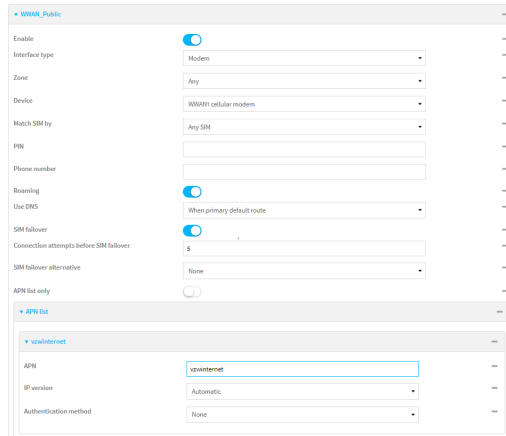 WWAN_Public
Enable
Interface type Modem
Zone Any
Device WWAN1 cellular modem
Match SIM by Any SIM
PIN
Phone number
Roaming
Use DNS When primary default route
SIM failover
Connection attempts before SIM failover 5
SIM failover alternative None
APN list only
APN list
vzwinternet
APN vzwinternet
IP version Automatic
Authentication method None